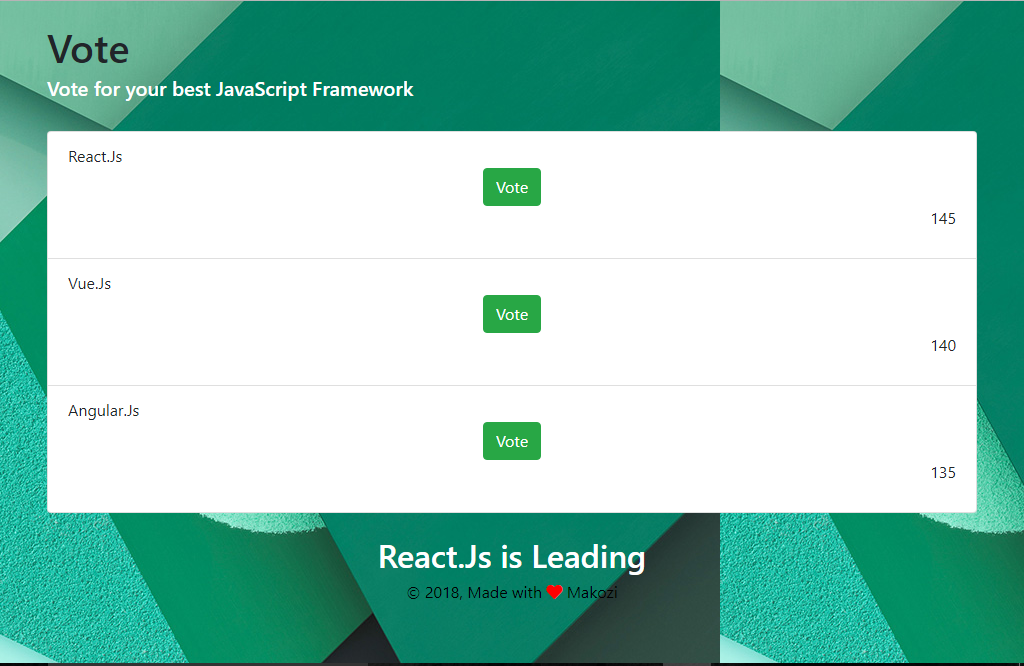 Vote
Vote for your best JavaScript Framework
React.Js
Vote
145
Vue.Js
Vote
140
Angular.Js
Vote
135
React.Js is Leading
© 2018, Made with ❤ Makozi